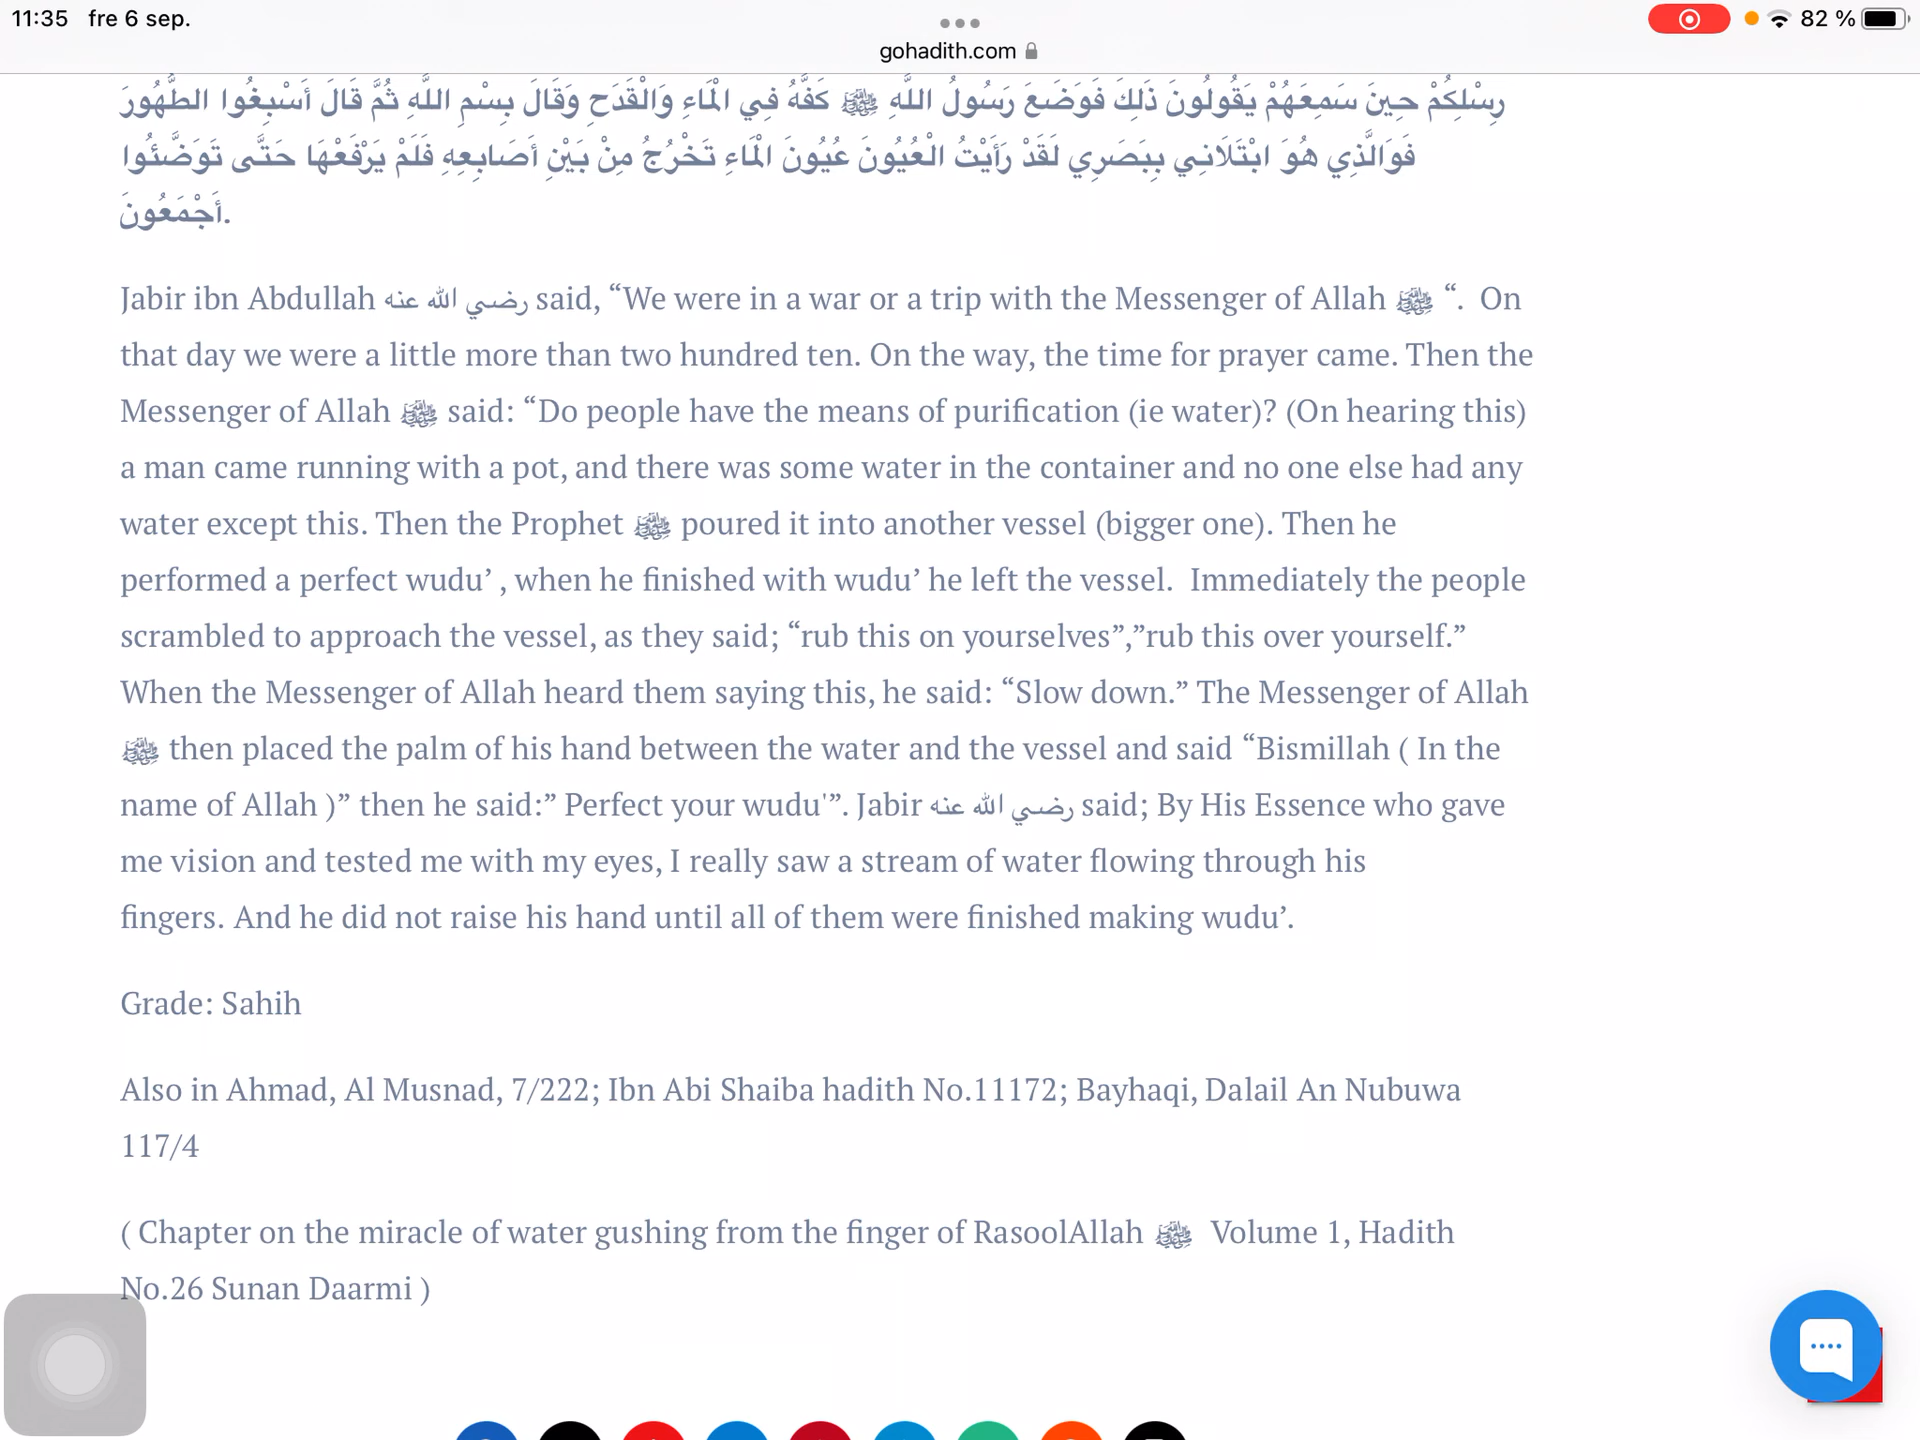 11:35 fre 6 sep.
82 %
gohadith.com
رِسْلِكُمْ حِينَ سَمِعَهُمْ يَقُولُونَ ذَلِكَ فَوَضَعَ رَسُولُ اللَّهِ ﷺ كَفَّهُ فِي الْمَاءِ وَالْقَدَحِ وَقَالَ بِسْمِ اللَّهِ ثُمَّ قَالَ أَسْبِغُوا الطُّهُورَ
فَوَالَّذِي هُوَ ابْتَلَانِي بِبَصَرِي لَقَدْ رَأَيْتُ الْعُيُونَ عُيُونَ الْمَاءِ تَخْرُجُ مِنْ بَيْنِ أَصَابِعِهِ فَلَمْ يَرْفَعْهَا حَتَّى تَوَضَّئُوا
أَجْمَعُونَ.
Jabir ibn Abdullah رضي الله عنه said, “We were in a war or a trip with the Messenger of Allah ﷺ “. On
that day we were a little more than two hundred ten. On the way, the time for prayer came. Then the
Messenger of Allah ﷺ said: “Do people have the means of purification (ie water)? (On hearing this)
a man came running with a pot, and there was some water in the container and no one else had any
water except this. Then the Prophet ﷺ poured it into another vessel (bigger one). Then he
performed a perfect wudu’ , when he finished with wudu’ he left the vessel. Immediately the people
scrambled to approach the vessel, as they said; “rub this on yourselves”,”rub this over yourself.”
When the Messenger of Allah heard them saying this, he said: “Slow down.” The Messenger of Allah
ﷺ then placed the palm of his hand between the water and the vessel and said “Bismillah ( In the
name of Allah )” then he said:” Perfect your wudu'”. Jabir رضي الله عنه said; By His Essence who gave
me vision and tested me with my eyes, I really saw a stream of water flowing through his
fingers. And he did not raise his hand until all of them were finished making wudu’.
Grade: Sahih
Also in Ahmad, Al Musnad, 7/222; Ibn Abi Shaiba hadith No.11172; Bayhaqi, Dalail An Nubuwa
117/4
( Chapter on the miracle of water gushing from the finger of RasoolAllah ﷺ Volume 1, Hadith
No.26 Sunan Daarmi )